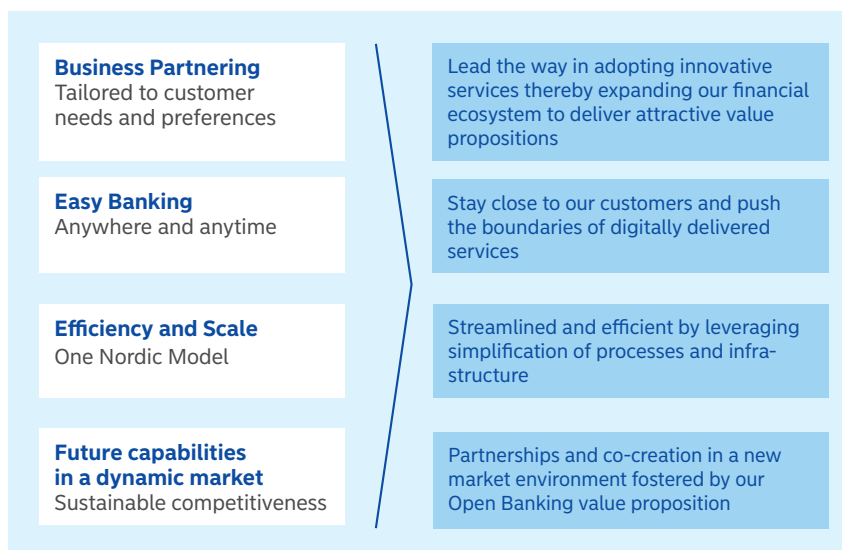 Business Partnering
Tailored to customer
needs and preferences
Lead the way in adopting innovative
services thereby expanding our financial
ecosystem to deliver attractive value
propositions
Easy Banking
Anywhere and anytime
Stay close to our customers and push
the boundaries of digitally delivered
services
Efficiency and Scale
One Nordic Model
Streamlined and efficient by leveraging
simplification of processes and infra-
structure
Future capabilities
in a dynamic market
Sustainable competitiveness
Partnerships and co-creation in a new
market environment fostered by our
Open Banking value proposition